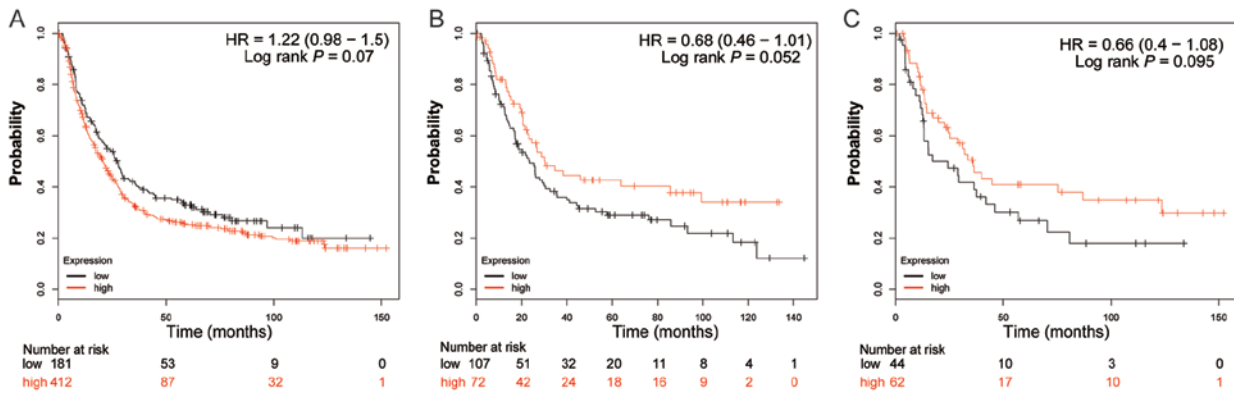 A
HR = 1.22 (0.98 – 1.5)
Log rank P = 0.07
Probability
1.0
0.8
0.6
0.4
0.2
0.0
Expression
low
high
0 50 100 150
Time (months)
Number at risk
low 181 53 9 0
high 412 87 32 1
B
HR = 0.68 (0.46 – 1.01)
Log rank P = 0.052
Probability
1.0
0.8
0.6
0.4
0.2
0.0
Expression
low
high
0 20 40 60 80 100 120 140
Time (months)
Number at risk
low 107 51 32 20 11 8 4 1
high 72 42 24 18 16 9 2 0
C
HR = 0.66 (0.4 – 1.08)
Log rank P = 0.095
Probability
1.0
0.8
0.6
0.4
0.2
0.0
Expression
low
high
0 50 100 150
Time (months)
Number at risk
low 44 10 3 0
high 62 17 10 1